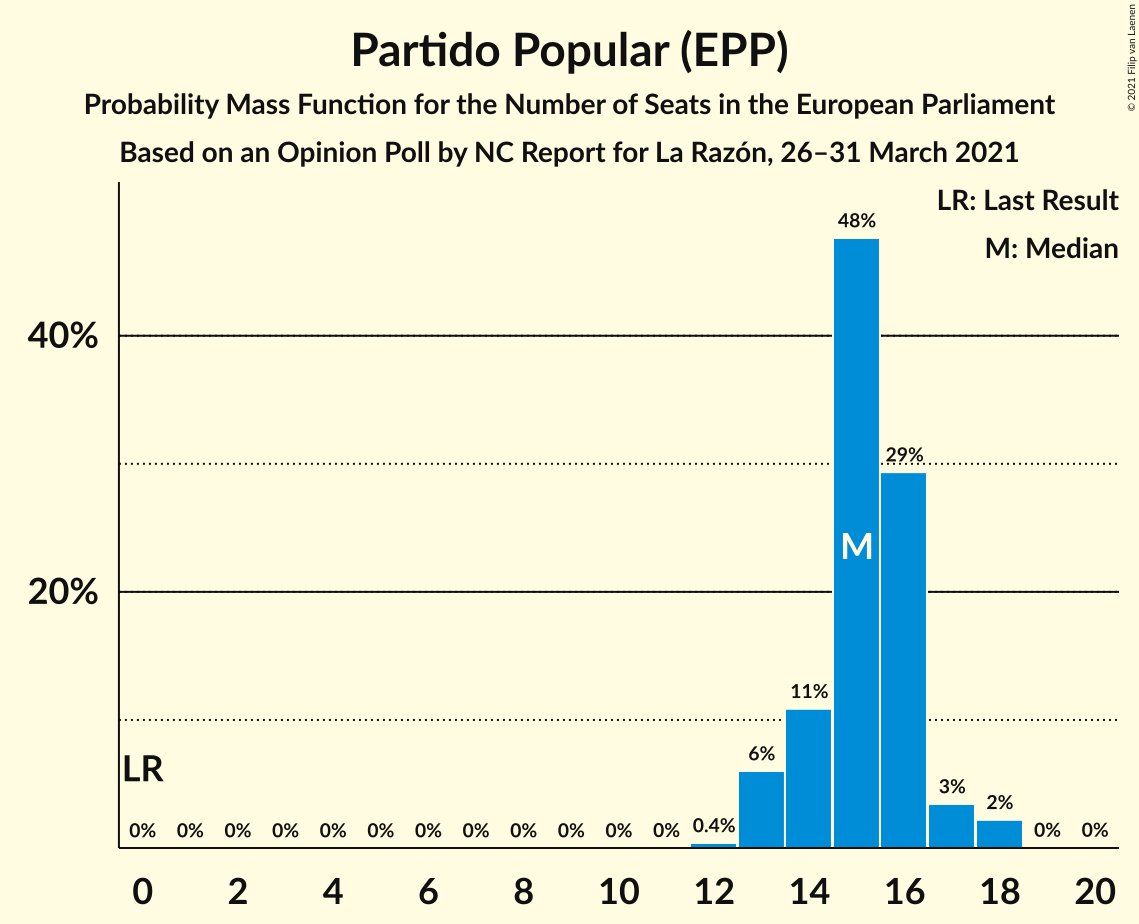 Partido Popular (EPP)
Probability Mass Function for the Number of Seats in the European Parliament
Based on an Opinion Poll by NC Report for La Razón, 26–31 March 2021
© 2021 Filip van Laenen
LR: Last Result
M: Median
48%
40%
29%
M
20%
11%
6%
LR
3%
2%
0% 0% 0% 0% 0% 0% 0% 0% 0% 0% 0% 0% 0.4% 0% 0%
0 2 4 6 8 10 12 14 16 18 20